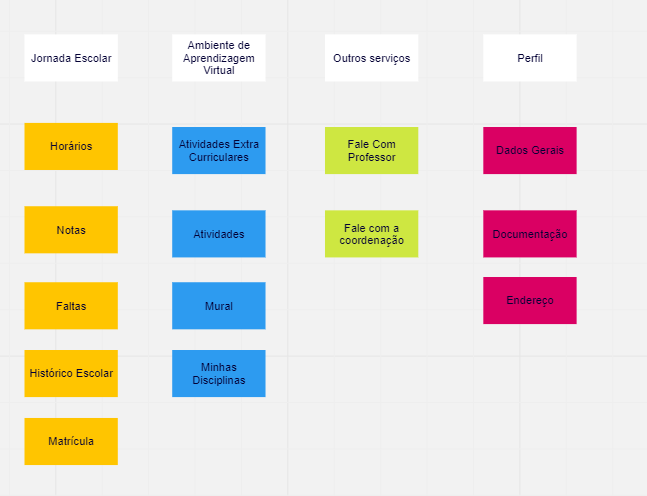 Jornada Escolar
Ambiente de
Aprendizagem
Virtual
Outros serviços
Perfil
Horários
Atividades Extra
Curriculares
Fale Com
Professor
Dados Gerais
Notas
Atividades
Fale com a
coordenação
Documentação
Faltas
Mural
Endereço
Histórico Escolar
Minhas
Disciplinas
Matrícula